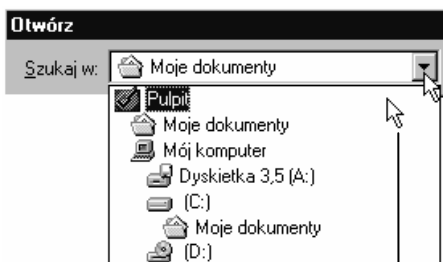 Otwórz
Szukaj w: Moje dokumenty
Pulpit
Moje dokumenty
Mój komputer
Dyskietka 3,5 (A:)
(C:)
Moje dokumenty
(D:)